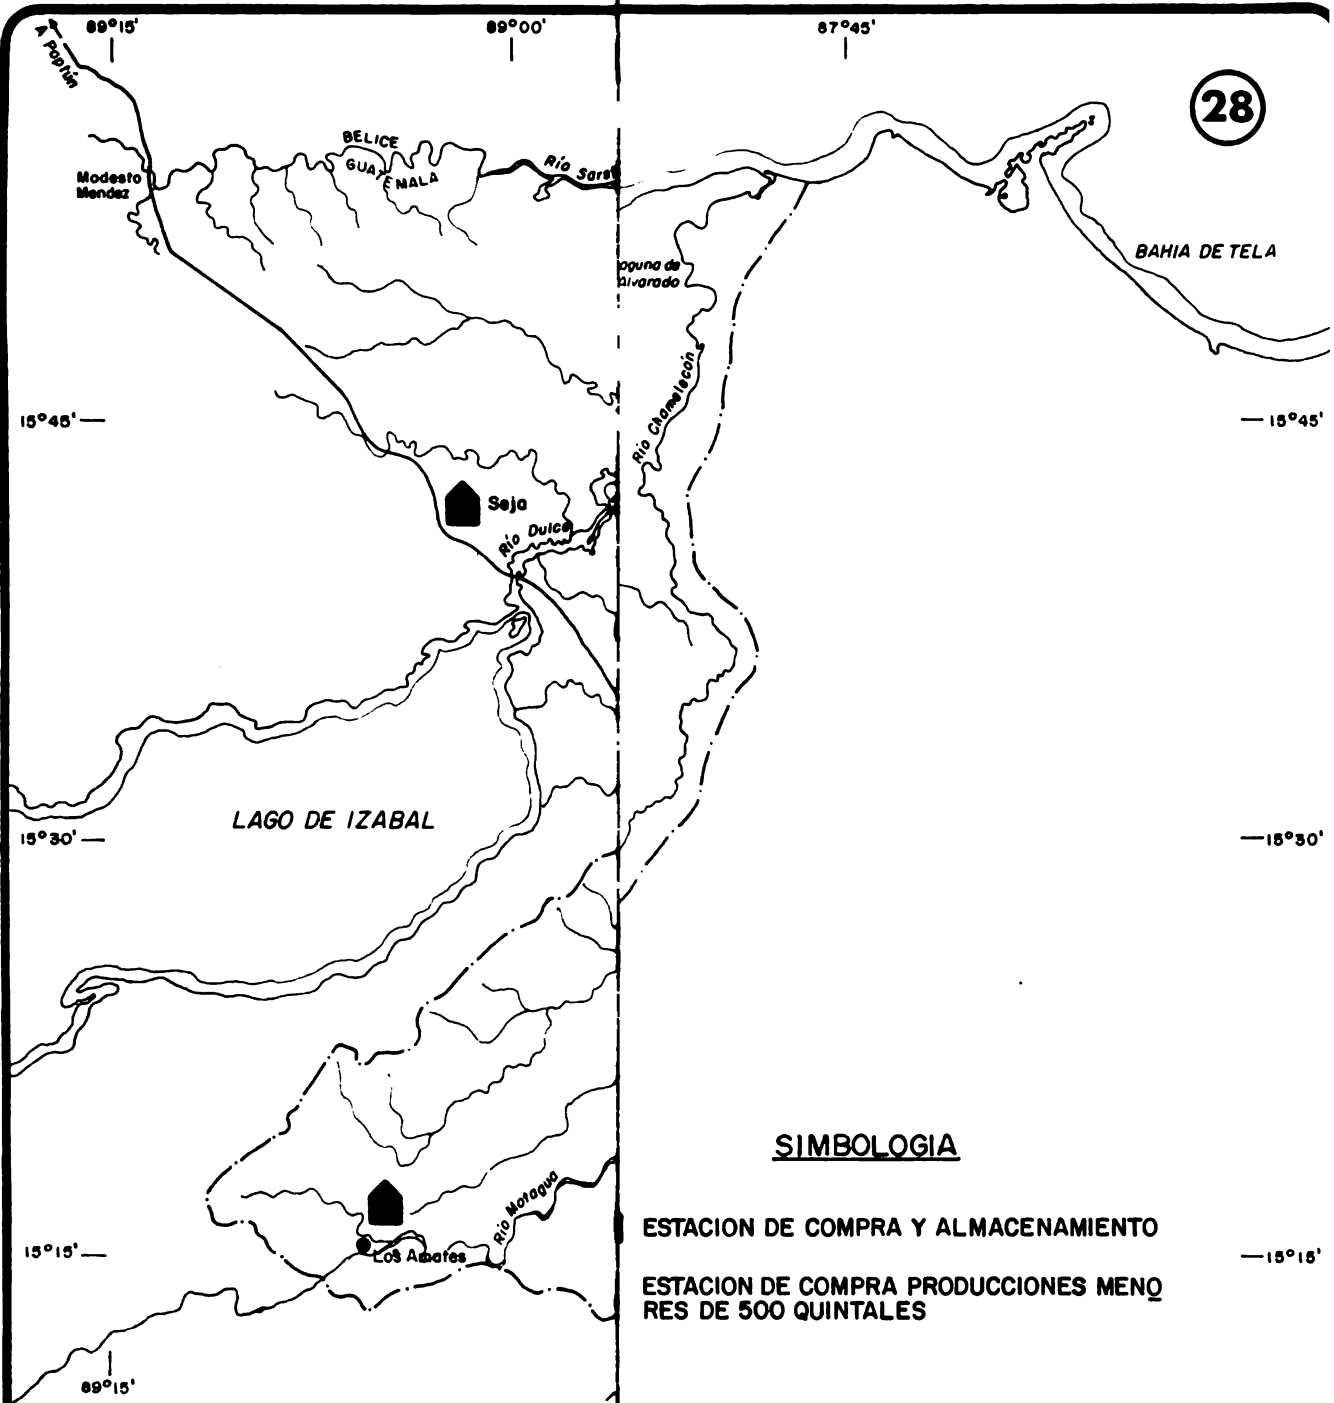 89°15'
89°00'
87°45'
A Poptún
28
BELICE
GUATEMALA
Río
Modesto
Mendez
BAHIA DE TELA
aguna de
Alvarado
Río Chamelecón
15°45'
15°45'
Seja
Río Dulce
LAGO DE IZABAL
15°30'
15°30'
SIMBOLOGIA
Río Motagua
ESTACION DE COMPRA Y ALMACENAMIENTO
15°15'
Los Amates
15°15'
ESTACION DE COMPRA PRODUCCIONES MENO
RES DE 500 QUINTALES
89°15'